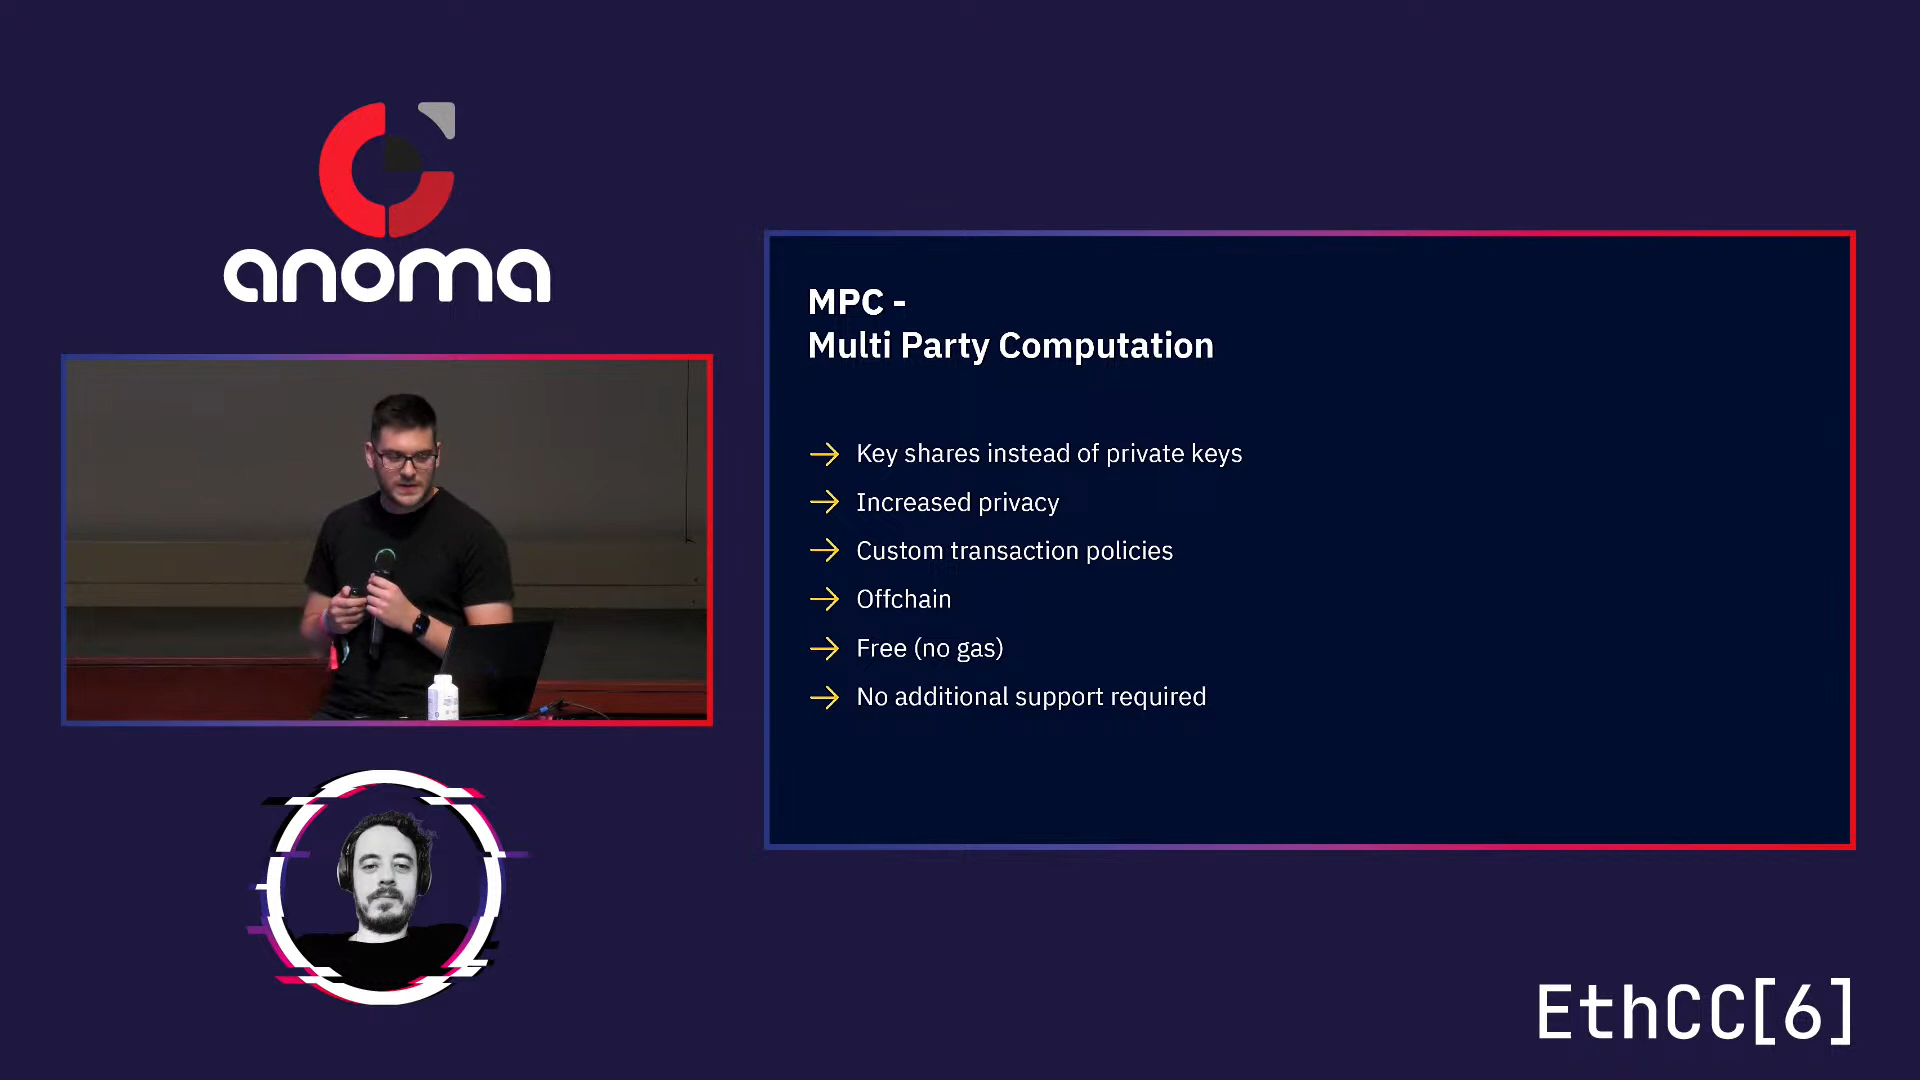 anoma
MPC -
Multi Party Computation
Key shares instead of private keys
Increased privacy
Custom transaction policies
Offchain
Free (no gas)
No additional support required
EthCC[6]